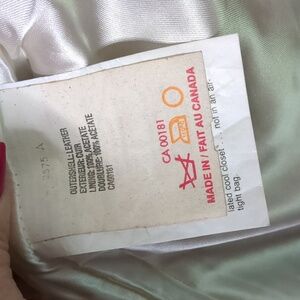 OUTERSHELL: LEATHER
EXTERIEUR: CUIR
LINING: 100% ACETATE
DOUBLURE: 100% ACETATE
CA00181
CA 00181
MADE IN / FAIT AU CANADA
lated cool closet ... not in an air-
tight bag.